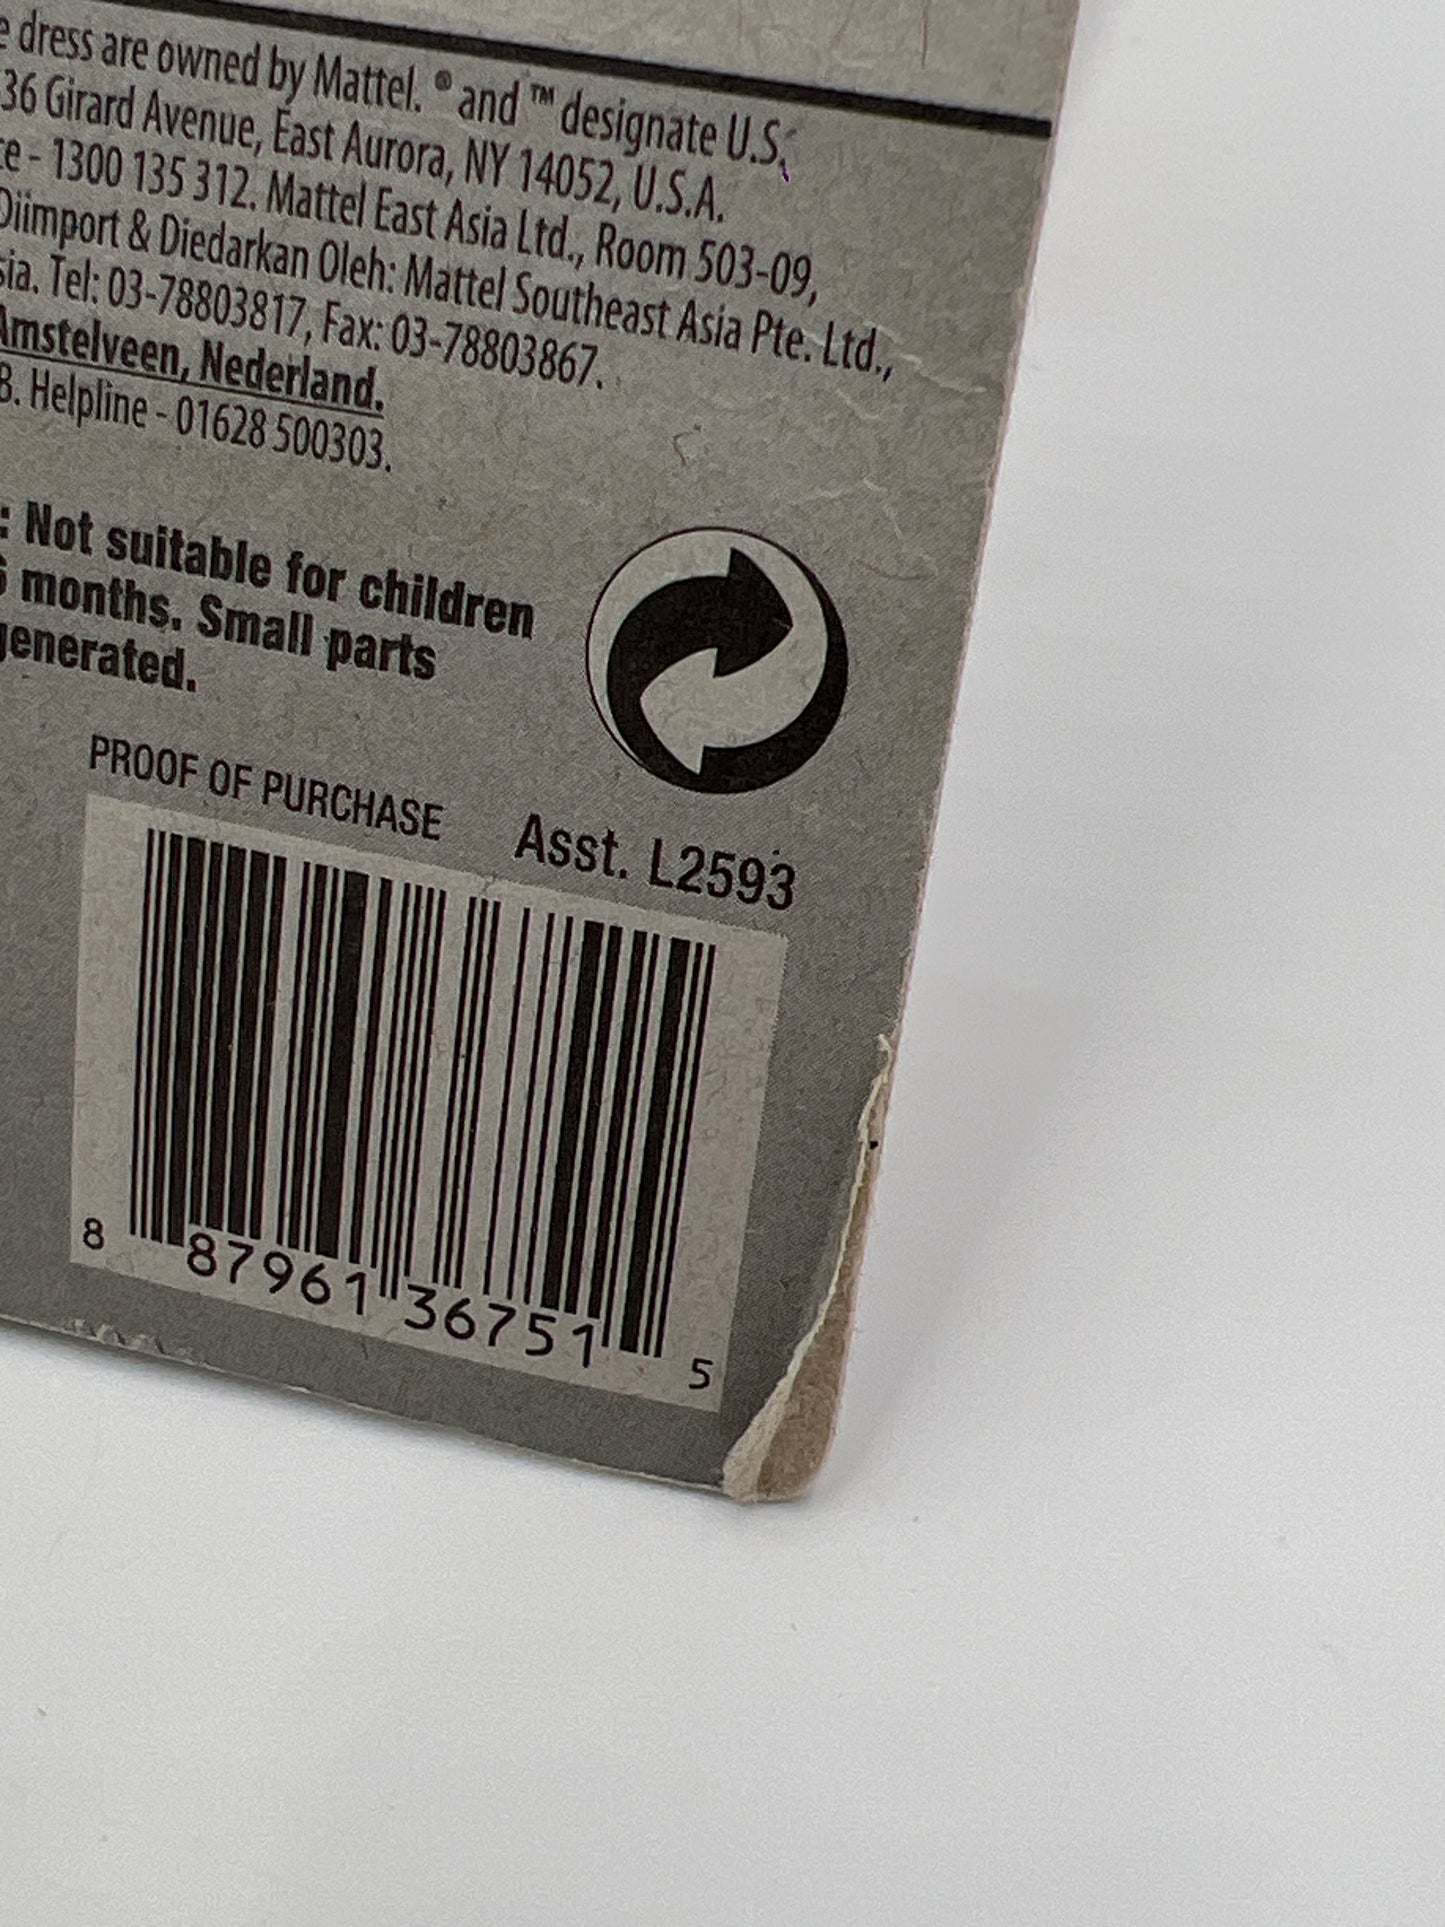 dress are owned by Mattel. ® and ™ designate U.S.
36 Girard Avenue, East Aurora, NY 14052, U.S.A.
- 1300 135 312. Mattel East Asia Ltd., Room 503-09,
Diimport & Diedarkan Oleh: Mattel Southeast Asia Pte. Ltd.,
sia. Tel: 03-78803817, Fax: 03-78803867.
Amstelveen, Nederland.
B. Helpline - 01628 500303.
: Not suitable for children
6 months. Small parts
generated.
PROOF OF PURCHASE
Asst. L2593
8 87961 36751 5